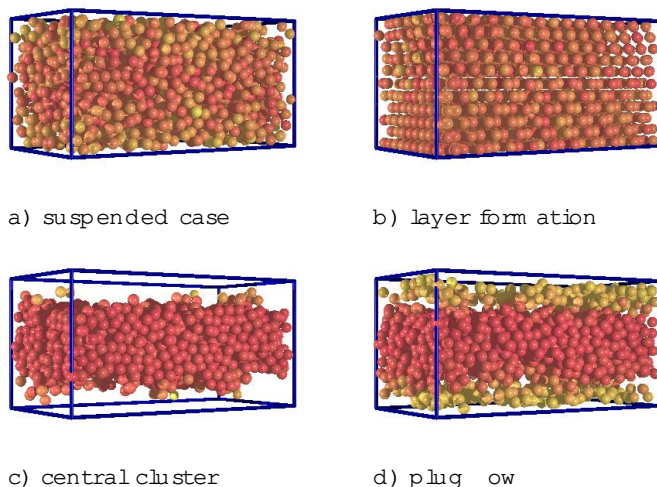 a) suspended case
b) layer form ation
c) central cluster
d) plug ow